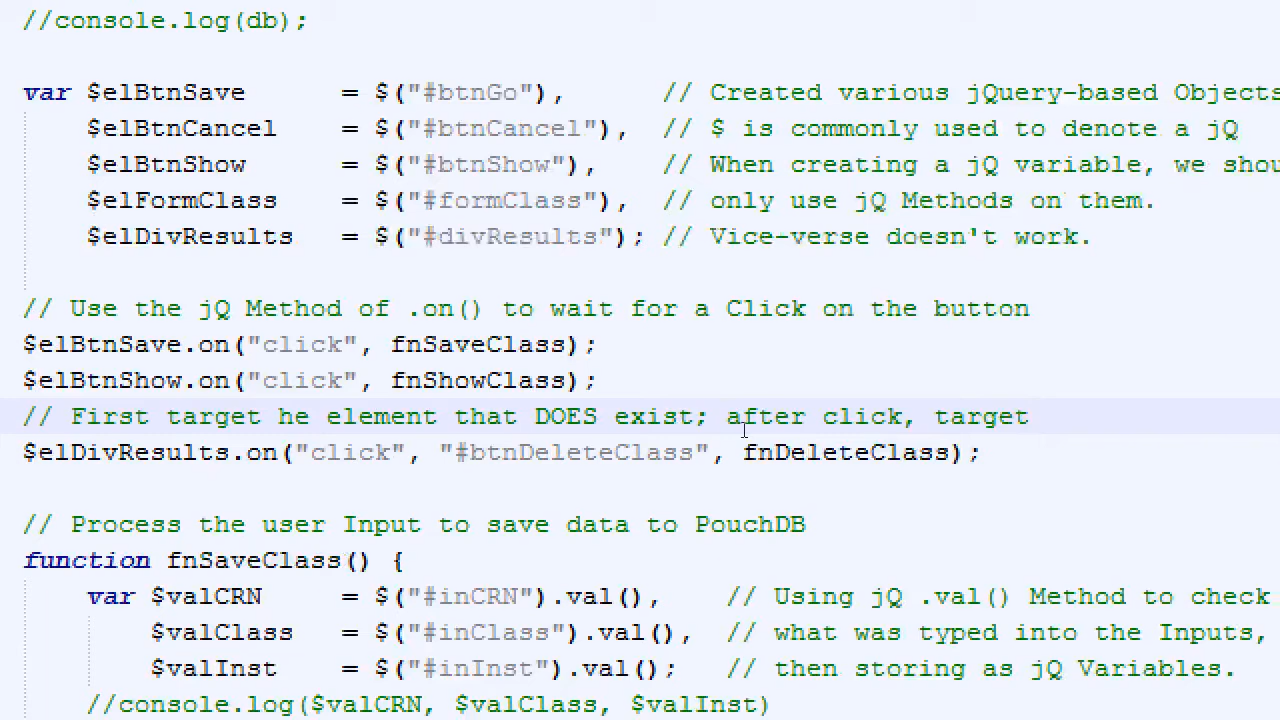 //console.log(db);
var $elBtnSave      = $("#btnGo"),      // Created various jQuery-based Objects
    $elBtnCancel    = $("#btnCancel"),  // $ is commonly used to denote a jQ
    $elBtnShow      = $("#btnShow"),    // When creating a jQ variable, we shou
    $elFormClass    = $("#formClass"),  // only use jQ Methods on them.
    $elDivResults   = $("#divResults"); // Vice-verse doesn't work.
// Use the jQ Method of .on() to wait for a Click on the button
$elBtnSave.on("click", fnSaveClass);
$elBtnShow.on("click", fnShowClass);
// First target he element that DOES exist; after click, target
$elDivResults.on("click", "#btnDeleteClass", fnDeleteClass);
// Process the user Input to save data to PouchDB
function fnSaveClass() {
    var $valCRN     = $("#inCRN").val(),    // Using jQ .val() Method to check
        $valClass   = $("#inClass").val(),  // what was typed into the Inputs,
        $valInst    = $("#inInst").val();   // then storing as jQ Variables.
    //console.log($valCRN, $valClass, $valInst)